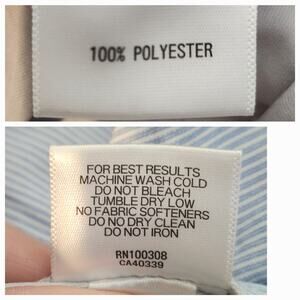 100% POLYESTER
FOR BEST RESULTS
MACHINE WASH COLD
DO NOT BLEACH
TUMBLE DRY LOW
NO FABRIC SOFTENERS
DO NO DRY CLEAN
DO NOT IRON
RN100308
CA40339